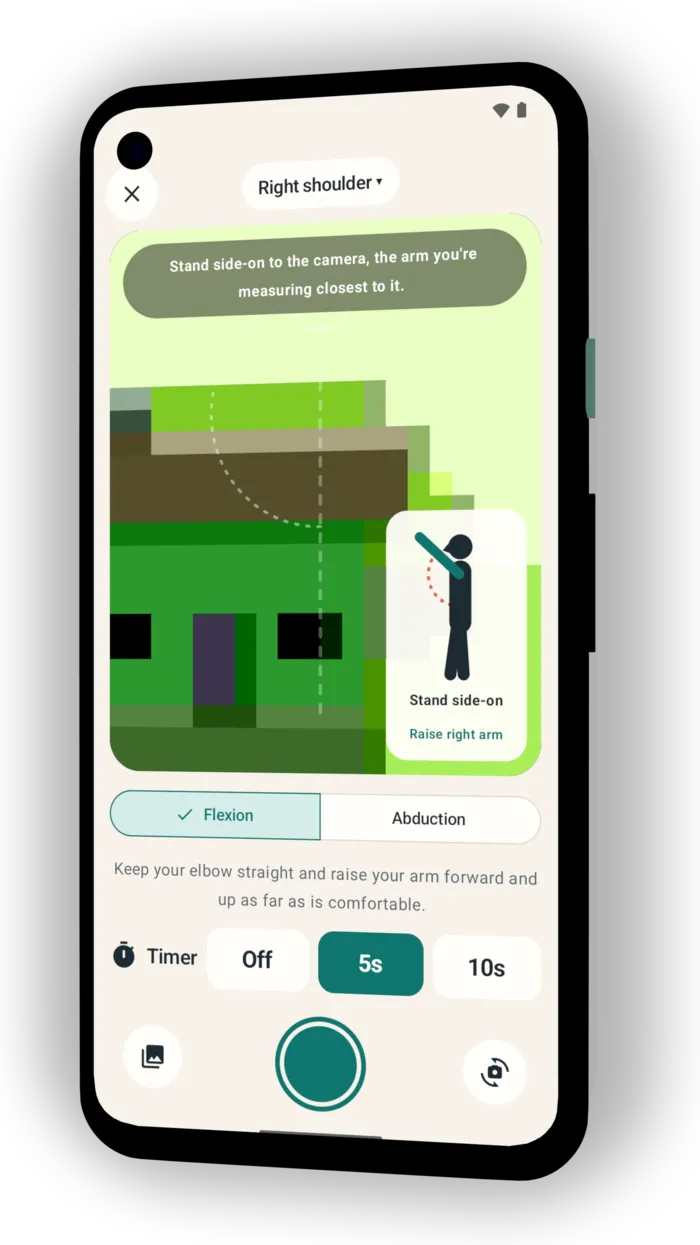 Right shoulder ▾
Stand side-on to the camera, the arm you're
measuring closest to it.
Stand side-on
Raise right arm
Flexion
Abduction
Keep your elbow straight and raise your arm forward and
up as far as is comfortable.
Timer
Off
5s
10s